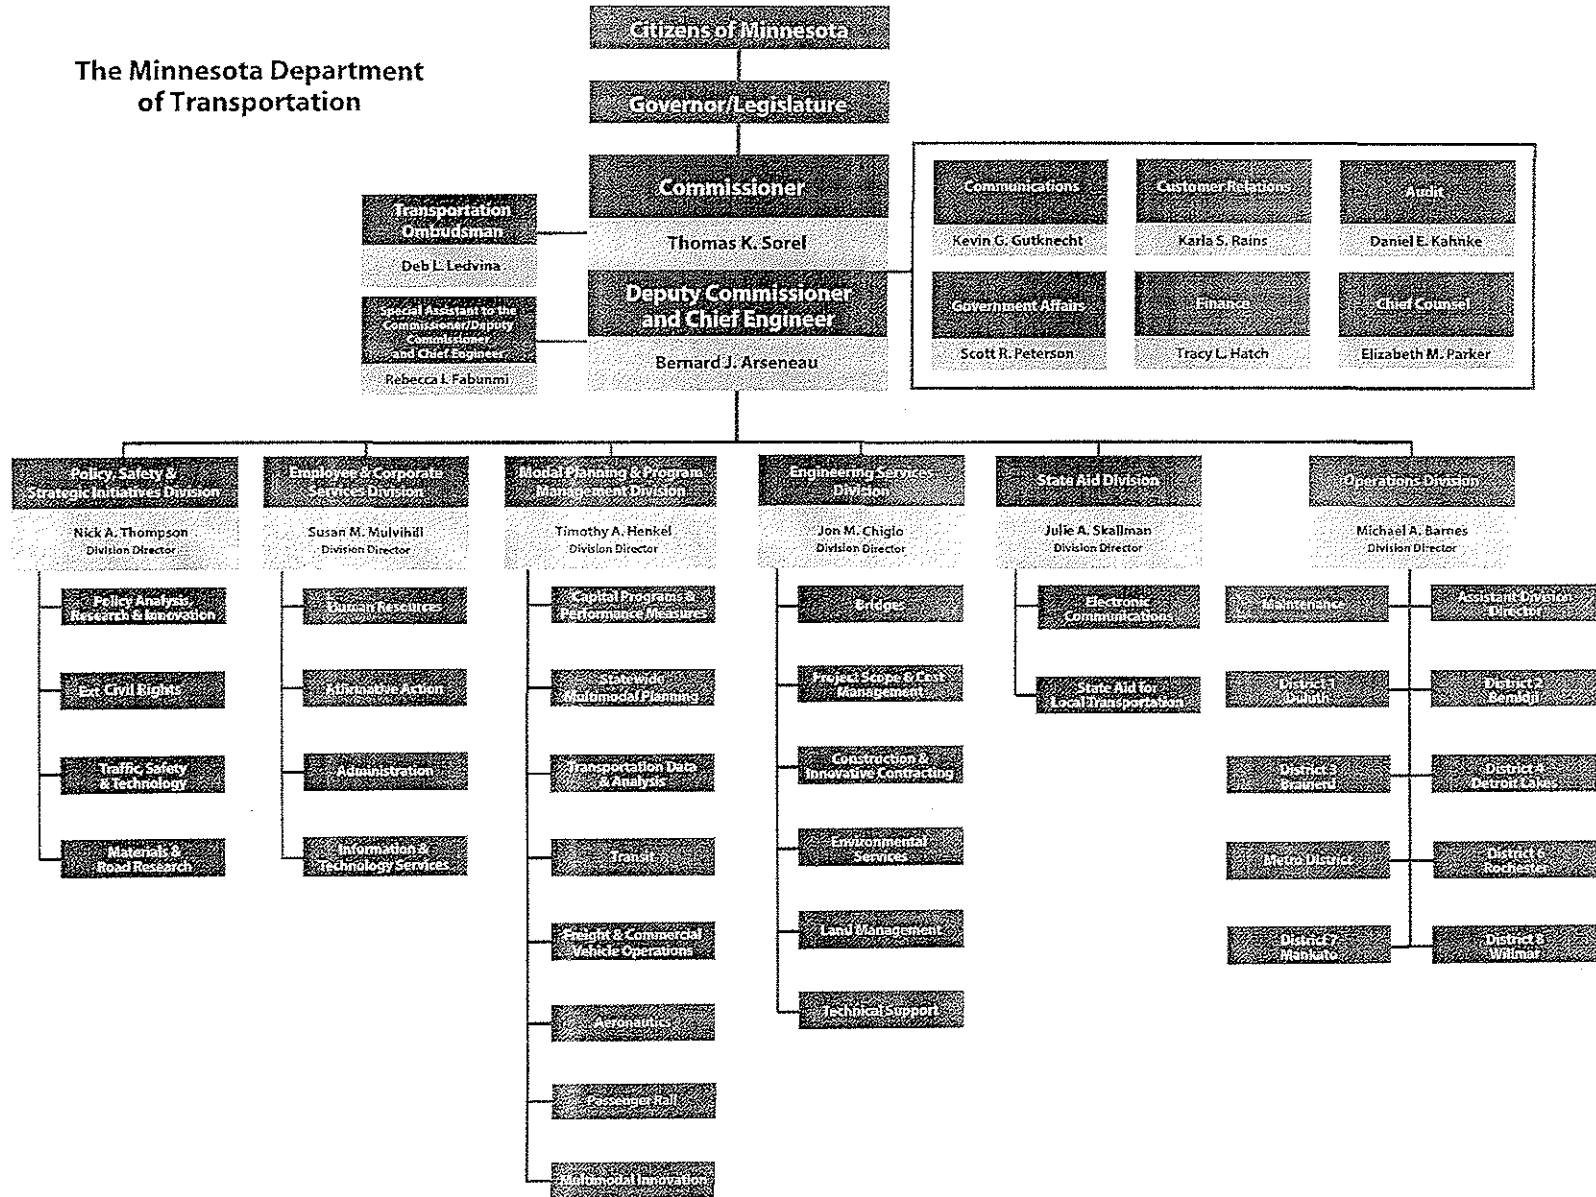 The Minnesota Department
of Transportation
Citizens of Minnesota
Governor/Legislature
Commissioner
Thomas K. Sorel
Deputy Commissioner
and Chief Engineer
Bernard J. Arseneau
Transportation
Ombudsman
Deb L. Ledvina
Special Assistant to the
Commissioner/Deputy
Commissioner
and Chief Engineer
Rebecca I. Fabunmi
Communications
Kevin G. Gutknecht
Customer Relations
Karla S. Rains
Audit
Daniel E. Kahnke
Government Affairs
Scott R. Peterson
Finance
Tracy L. Hatch
Chief Counsel
Elizabeth M. Parker
Policy, Safety &
Strategic Initiatives Division
Nick A. Thompson
Division Director
Policy Analysis
Research & Innovation
Ext Civil Rights
Traffic, Safety
& Technology
Materials &
Road Research
Employee & Corporate
Services Division
Susan M. Mulvihill
Division Director
Human Resources
Affirmative Action
Administration
Information &
Technology Services
Modal Planning & Program
Management Division
Timothy A. Henkel
Division Director
Capital Programs &
Performance Measures
Statewide
Multimodal Planning
Transportation Data
& Analysis
Transit
Freight & Commercial
Vehicle Operations
Aeronautics
Passenger Rail
Multimodal Innovation
Engineering Services
Division
Jon M. Chiglo
Division Director
Bridges
Project Scope & Cost
Management
Construction &
Innovative Contracting
Environmental
Services
Land Management
Technical Support
State Aid Division
Julie A. Skallman
Division Director
Electronic
Communications
State Aid for
Local Transportation
Operations Division
Michael A. Barnes
Division Director
Maintenance
Assistant Division
Director
District 1
Duluth
District 2
Bemidji
District 3
Brainerd
District 4
Detroit Lakes
Metro District
District 6
Rochester
District 7
Mankato
District 8
Willmar